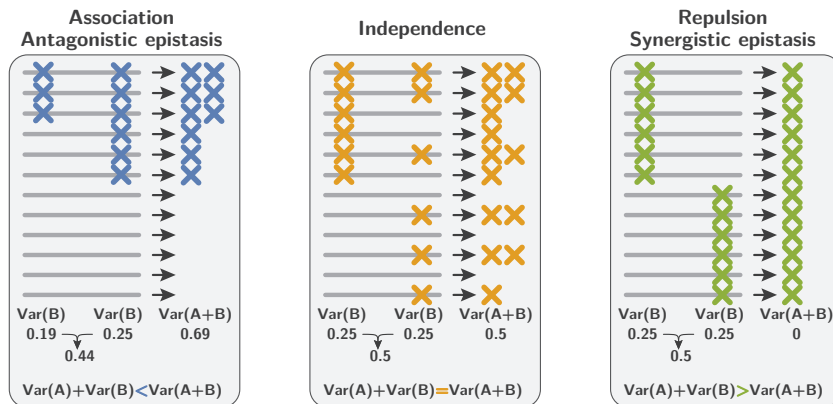 Association
Antagonistic epistasis
Var(B) Var(B) Var(A+B)
0.19 0.25 0.69
0.44
Var(A)+Var(B)<Var(A+B)
Independence
Var(B) Var(B) Var(A+B)
0.25 0.25 0.5
0.5
Var(A)+Var(B)=Var(A+B)
Repulsion
Synergistic epistasis
Var(B) Var(B) Var(A+B)
0.25 0.25 0
0.5
Var(A)+Var(B)>Var(A+B)